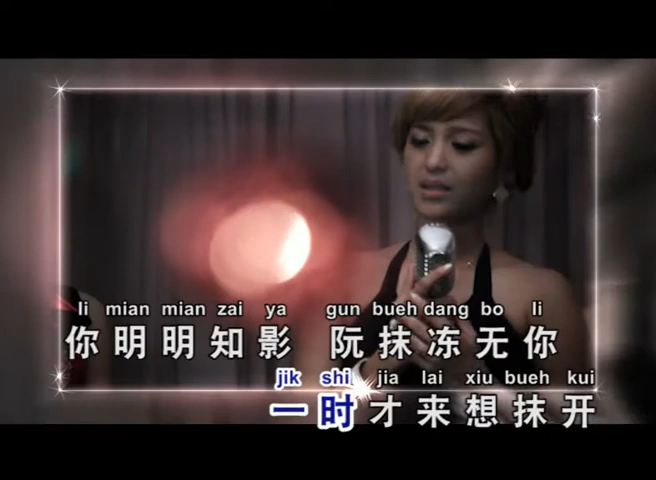 li mian mian zai ya gun bueh dang bo li
你明明知影 阮抹冻无你
jik shi jia lai xiu bueh kui
一时才来想抹开